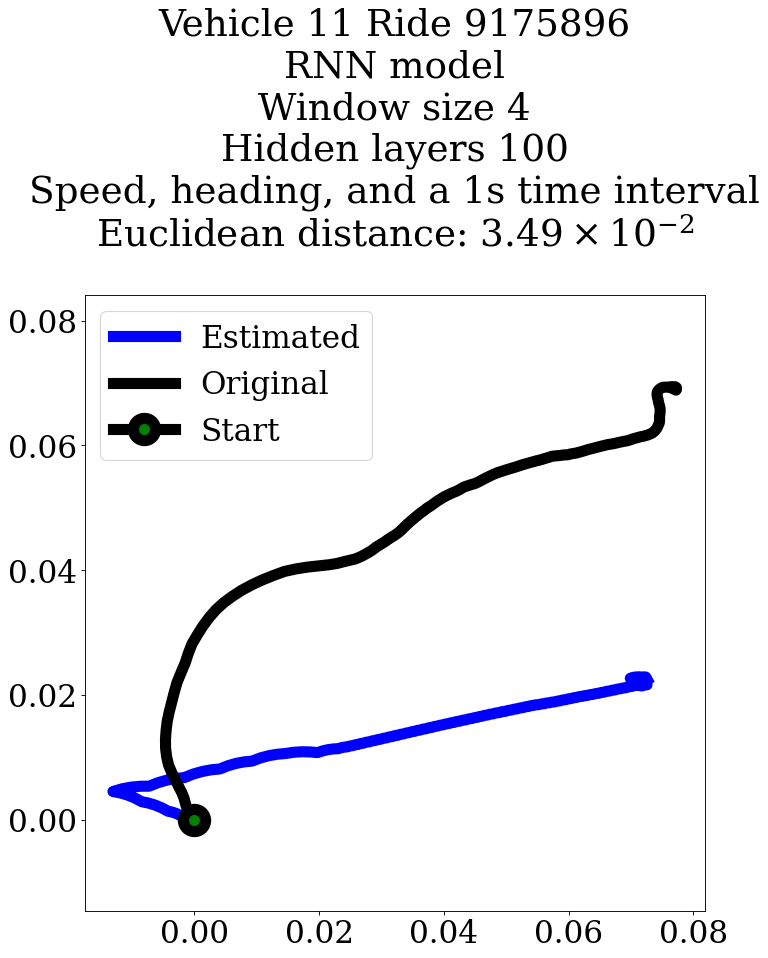 Vehicle 11 Ride 9175896
RNN model
Window size 4
Hidden layers 100
Speed, heading, and a 1s time interval
Euclidean distance: 3.49 × 10⁻²
0.08
0.06
0.04
0.02
0.00
Estimated
Original
Start
0.00 0.02 0.04 0.06 0.08